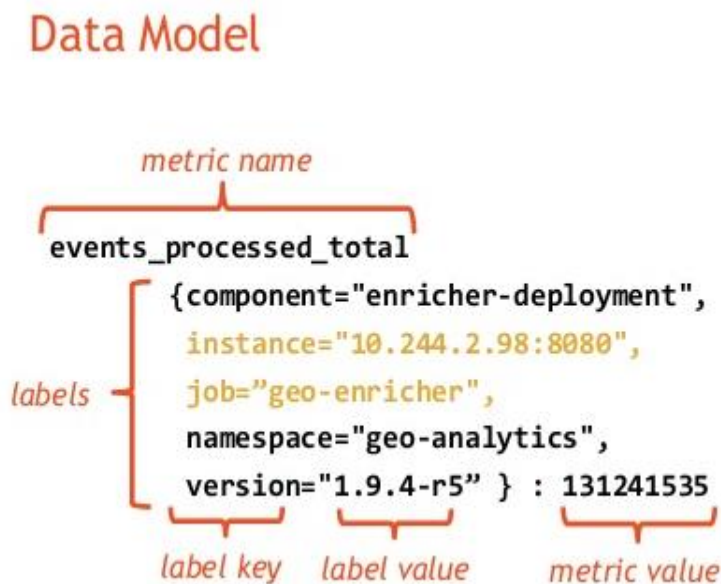 Data Model
metric name
events_processed_total
{component="enricher-deployment",
instance="10.244.2.98:8080",
job=”geo-enricher",
labels
namespace="geo-analytics",
version="1.9.4-r5” } : 131241535
label key label value metric value